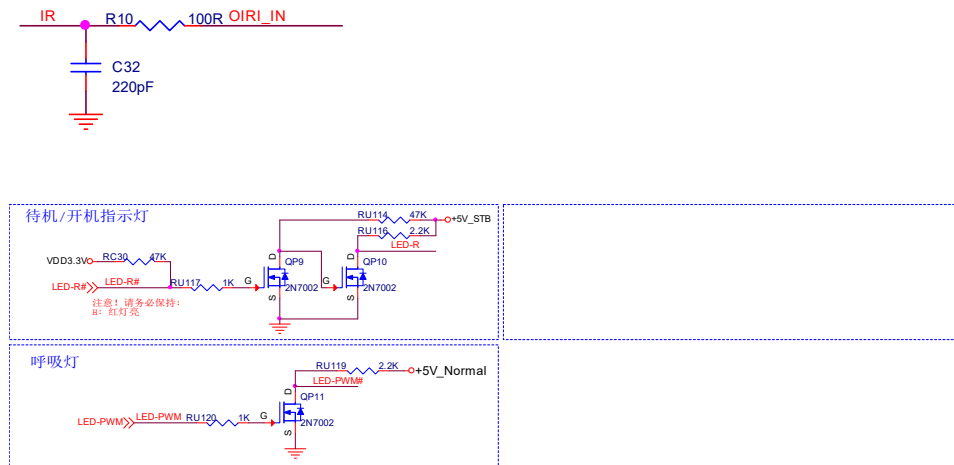 IR R10 100R OIRI_IN
C32
220pF
待机/开机指示灯
RU114 47K +5V_STB
RU116 2.2K
LED-R
VDD3.3V RC30 47K
D QP9 D QP10
LED-R# LED-R# RU117 1K G 2N7002 G 2N7002
S S
注意！请务必保持：
H：红灯亮
呼吸灯
RU119 2.2K +5V_Normal
LED-PWM#
D QP11
LED-PWM LED-PWM RU120 1K G 2N7002
S